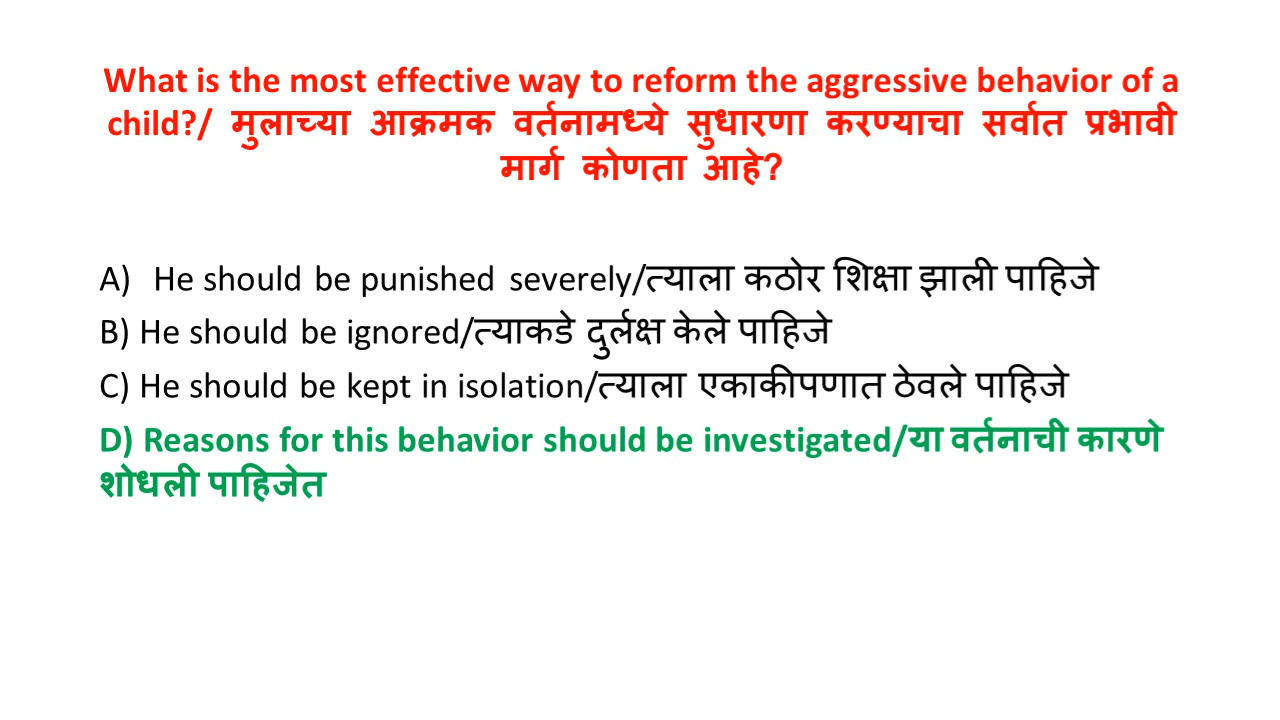 What is the most effective way to reform the aggressive behavior of a
child?/ मुलाच्या आक्रमक वर्तनामध्ये सुधारणा करण्याचा सर्वात प्रभावी
मार्ग कोणता आहे?
A) He should be punished severely/त्याला कठोर शिक्षा झाली पाहिजे
B) He should be ignored/त्याकडे दुर्लक्ष केले पाहिजे
C) He should be kept in isolation/त्याला एकाकीपणात ठेवले पाहिजे
D) Reasons for this behavior should be investigated/या वर्तनाची कारणे
शोधली पाहिजेत